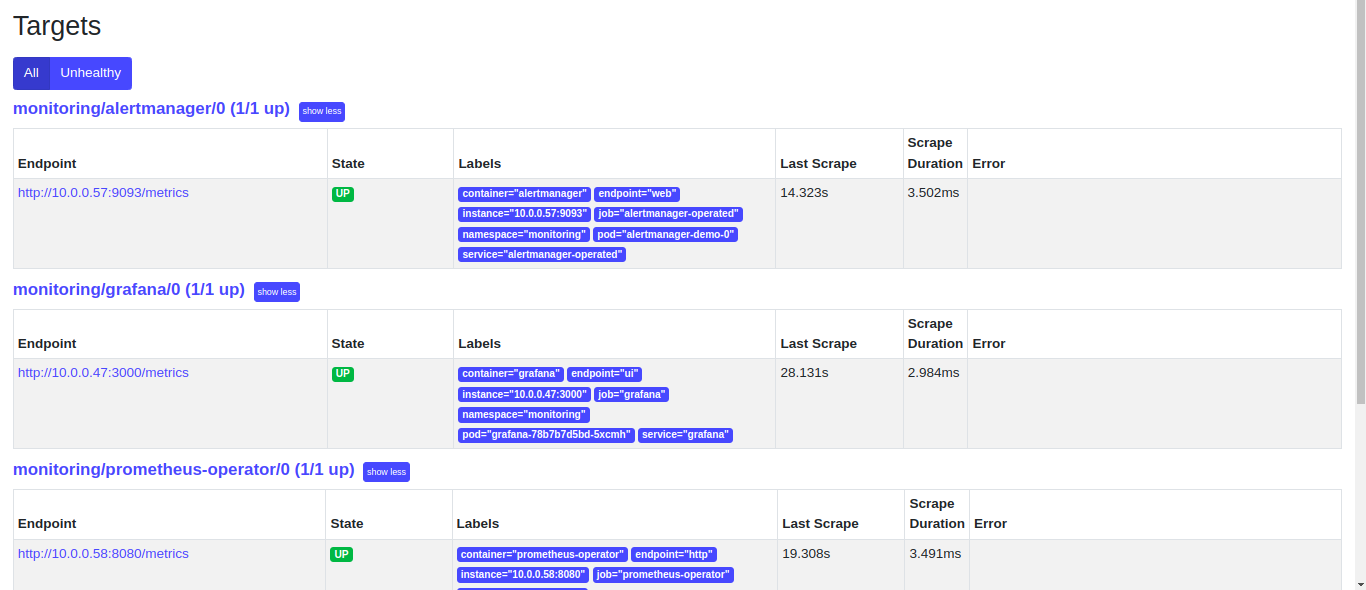 Targets
All Unhealthy
monitoring/alertmanager/0 (1/1 up) show less
Endpoint State Labels Last Scrape Scrape Duration Error
http://10.0.0.57:9093/metrics UP container="alertmanager" endpoint="web" 14.323s 3.502ms
instance="10.0.0.57:9093" job="alertmanager-operated"
namespace="monitoring" pod="alertmanager-demo-0"
service="alertmanager-operated"
monitoring/grafana/0 (1/1 up) show less
Endpoint State Labels Last Scrape Scrape Duration Error
http://10.0.0.47:3000/metrics UP container="grafana" endpoint="ui" 28.131s 2.984ms
instance="10.0.0.47:3000" job="grafana"
namespace="monitoring"
pod="grafana-78b7b7d5bd-5xcmh" service="grafana"
monitoring/prometheus-operator/0 (1/1 up) show less
Endpoint State Labels Last Scrape Scrape Duration Error
http://10.0.0.58:8080/metrics UP container="prometheus-operator" endpoint="http" 19.308s 3.491ms
instance="10.0.0.58:8080" job="prometheus-operator"